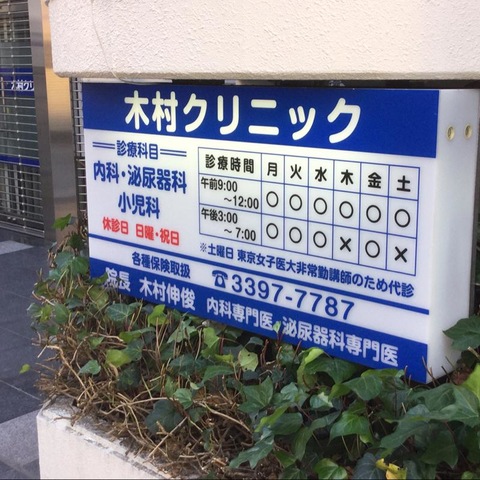 木村クリニック
診療科目
内科・泌尿器科
小児科
休診日 日曜・祝日
診療時間 月 火 水 木 金 土
午前9:00～12:00 ○ ○ ○ ○ ○ ○
午後3:00～7:00 ○ ○ ○ × ○ ×
※土曜日 東京女子医大非常勤講師のため代診
各種保険取扱 ☎3397-7787
院長 木村伸俊 内科専門医・泌尿器科専門医
木村クリ